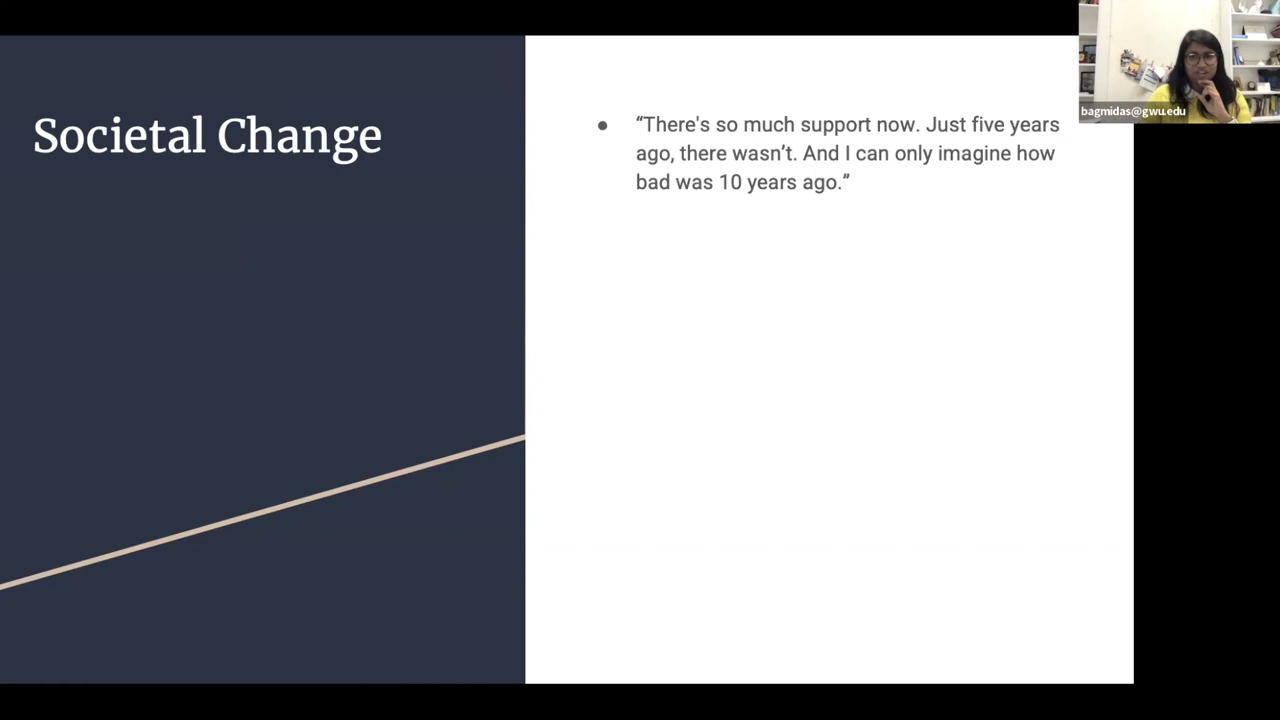 Societal Change
● “There's so much support now. Just five years
ago, there wasn’t. And I can only imagine how
bad was 10 years ago.”
bagmidas@gwu.edu